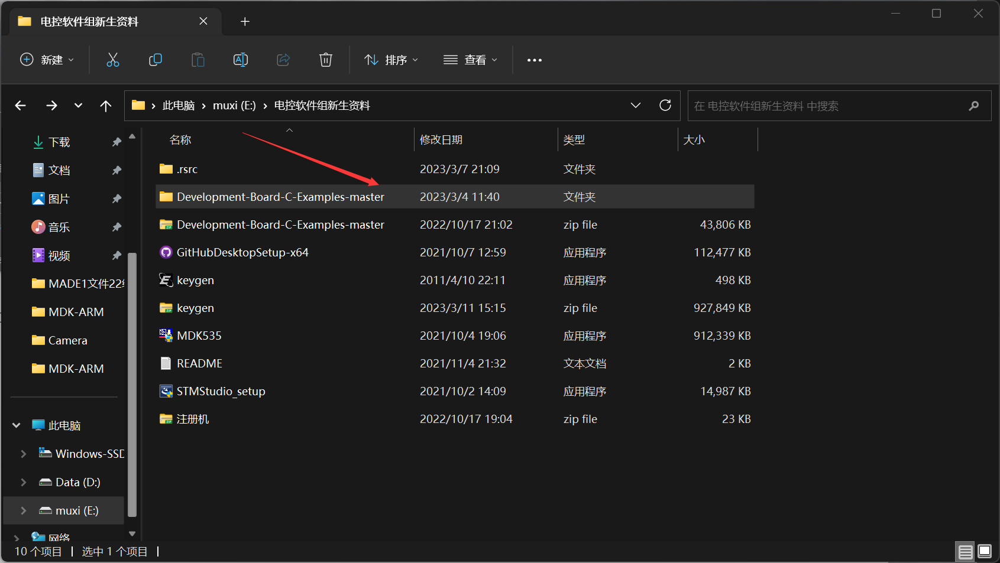 电控软件组新生资料
新建
排序
查看
此电脑 muxi (E:) 电控软件组新生资料
在 电控软件组新生资料 中搜索
下载
文档
图片
音乐
视频
MADE1文件22
MDK-ARM
Camera
MDK-ARM
此电脑
Windows-SSD
Data (D:)
muxi (E:)
网络
名称 修改日期 类型 大小
.rsrc 2023/3/7 21:09 文件夹
Development-Board-C-Examples-master 2023/3/4 11:40 文件夹
Development-Board-C-Examples-master 2022/10/17 21:02 zip file 43,806 KB
GitHubDesktopSetup-x64 2021/10/7 12:59 应用程序 112,477 KB
keygen 2011/4/10 22:11 应用程序 498 KB
keygen 2023/3/11 15:15 zip file 927,849 KB
MDK535 2021/10/4 19:06 应用程序 912,339 KB
README 2021/11/4 21:32 文本文档 2 KB
STMStudio_setup 2021/10/2 14:09 应用程序 14,987 KB
注册机 2022/10/17 19:04 zip file 23 KB
10 个项目 选中 1 个项目